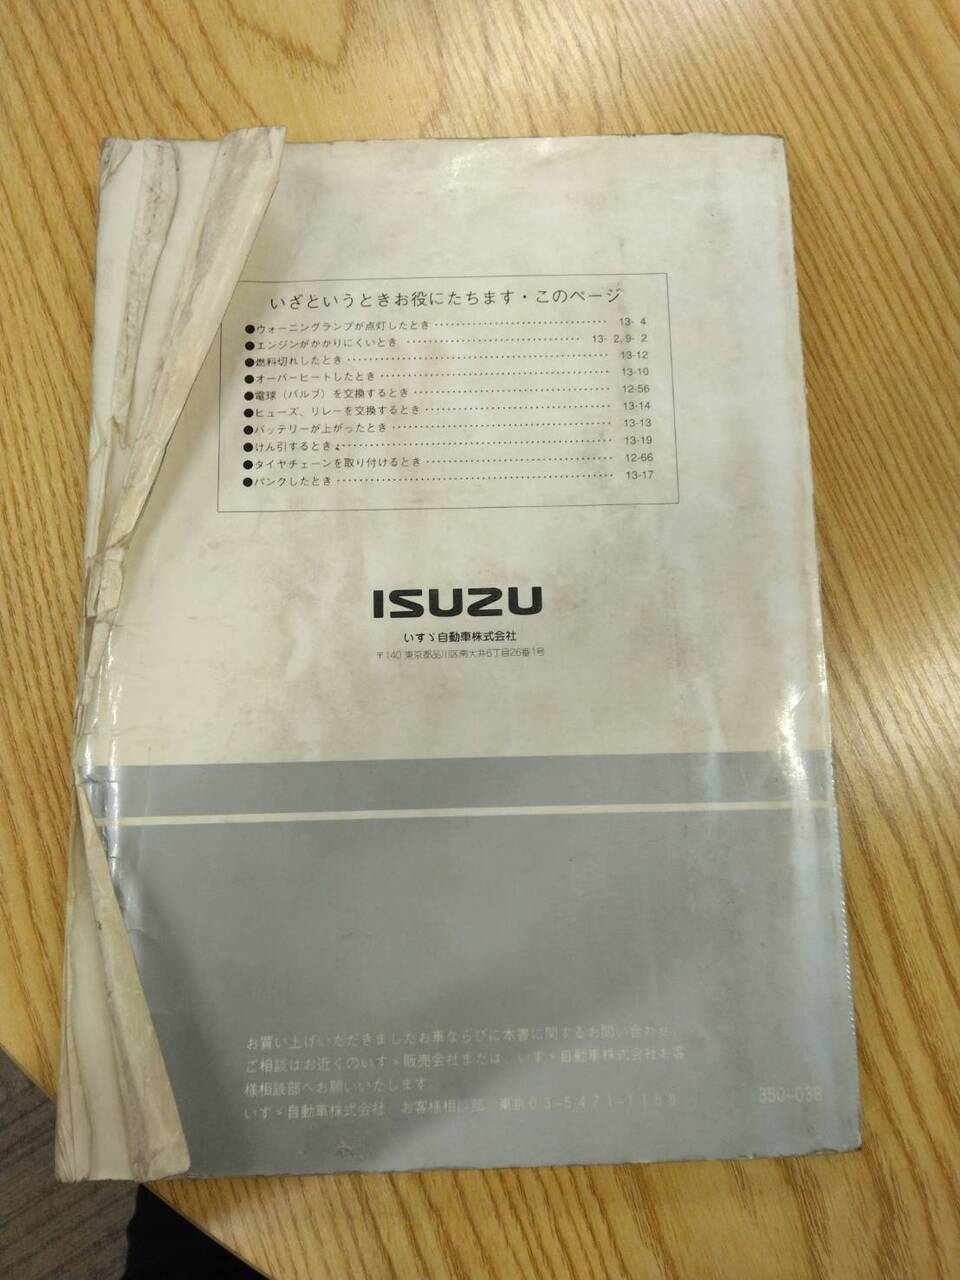 いざというときお役にたちます・このページ
●ウォーニングランプが点灯したとき 13- 4
●エンジンがかかりにくいとき 13- 2,9- 2
●燃料切れしたとき 13-12
●オーバーヒートしたとき 13-10
●電球（バルブ）を交換するとき 12-56
●ヒューズ、リレーを交換するとき 13-14
●バッテリーが上がったとき 13-13
●けん引するとき 13-19
●タイヤチェーンを取り付けるとき 12-66
●パンクしたとき 13-17
ISUZU
いすゞ自動車株式会社
〒140 東京都品川区南大井6丁目26番1号
お買い上げいただきましたお車ならびに本書に関するお問い合わせ、
ご相談はお近くのいすゞ販売会社または、いすゞ自動車株式会社お客
様相談部へお願いいたします。
いすゞ自動車株式会社 お客様相談部 東京03-5471-
350-038